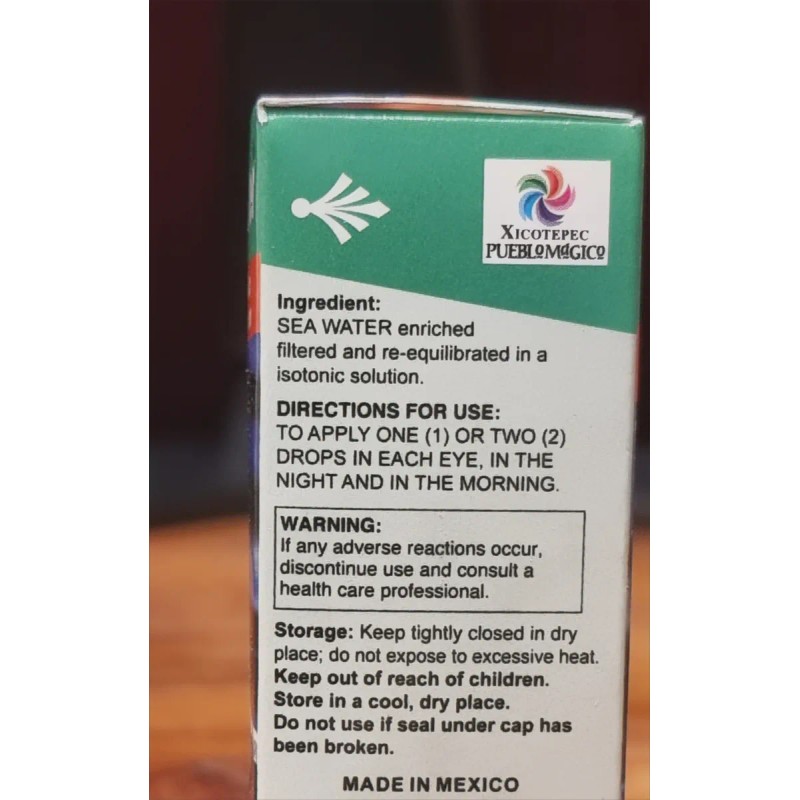 XICOTEPEC
PUEBLOMáGICO
Ingredient:
SEA WATER enriched
filtered and re-equilibrated in a
isotonic solution.
DIRECTIONS FOR USE:
TO APPLY ONE (1) OR TWO (2)
DROPS IN EACH EYE, IN THE
NIGHT AND IN THE MORNING.
WARNING:
If any adverse reactions occur,
discontinue use and consult a
health care professional.
Storage: Keep tightly closed in dry
place; do not expose to excessive heat.
Keep out of reach of children.
Store in a cool, dry place.
Do not use if seal under cap has
been broken.
MADE IN MEXICO